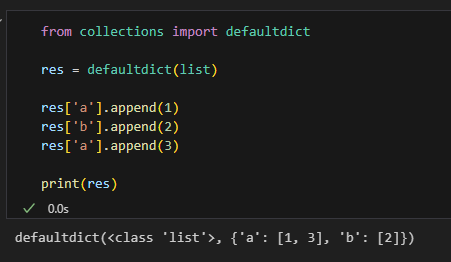 from collections import defaultdict
res = defaultdict(list)
res['a'].append(1)
res['b'].append(2)
res['a'].append(3)
print(res)
0.0s
defaultdict(<class 'list'>, {'a': [1, 3], 'b': [2]})